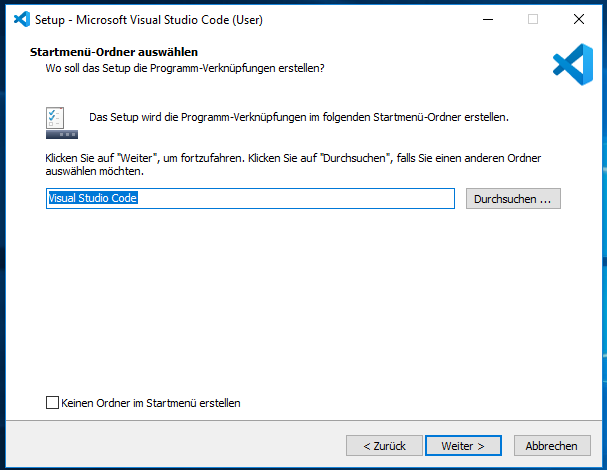 Setup - Microsoft Visual Studio Code (User)
Startmenü-Ordner auswählen
Wo soll das Setup die Programm-Verknüpfungen erstellen?
Das Setup wird die Programm-Verknüpfungen im folgenden Startmenü-Ordner erstellen.
Klicken Sie auf "Weiter", um fortzufahren. Klicken Sie auf "Durchsuchen", falls Sie einen anderen Ordner
auswählen möchten.
Visual Studio Code
Durchsuchen ...
Keinen Ordner im Startmenü erstellen
< Zurück
Weiter >
Abbrechen